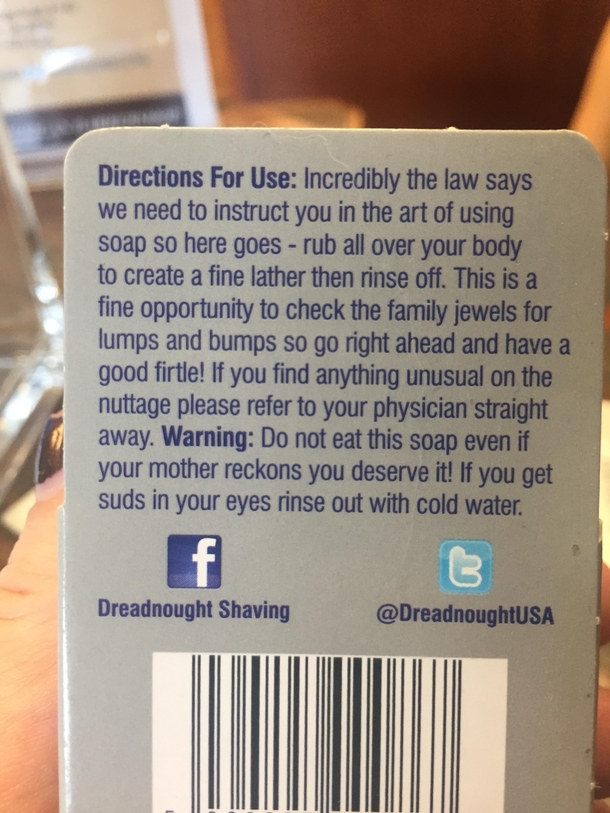 Directions For Use: Incredibly the law says
we need to instruct you in the art of using
soap so here goes - rub all over your body
to create a fine lather then rinse off. This is a
fine opportunity to check the family jewels for
lumps and bumps so go right ahead and have a
good firtle! If you find anything unusual on the
nuttage please refer to your physician straight
away. Warning: Do not eat this soap even if
your mother reckons you deserve it! If you get
suds in your eyes rinse out with cold water.
f
t
Dreadnought Shaving
@DreadnoughtUSA